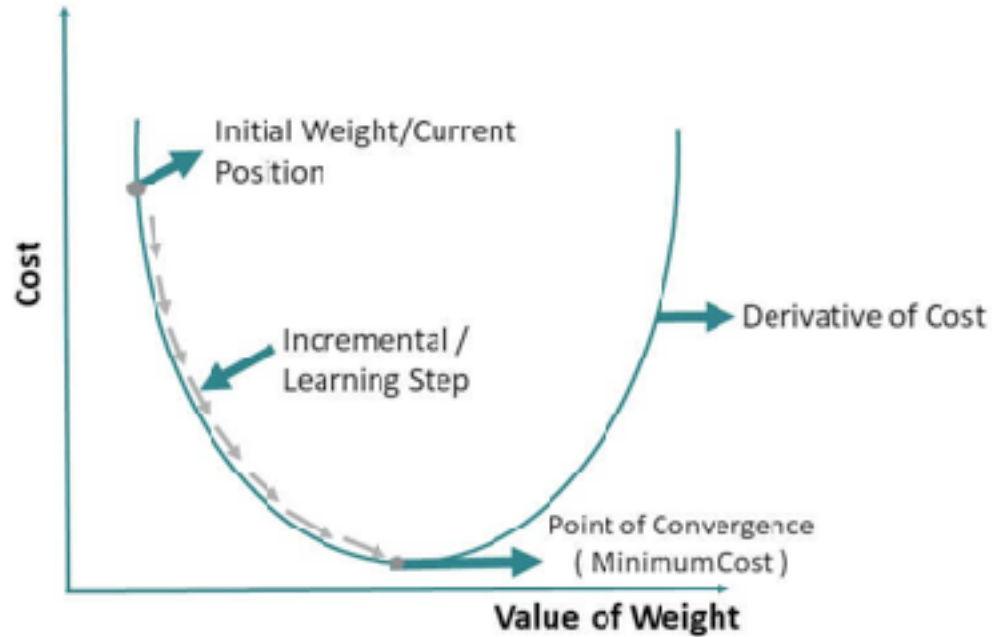 Initial Weight/Current
Position
Cost
Incremental /
Learning Step
Derivative of Cost
Point of Convergence
( MinimumCost )
Value of Weight